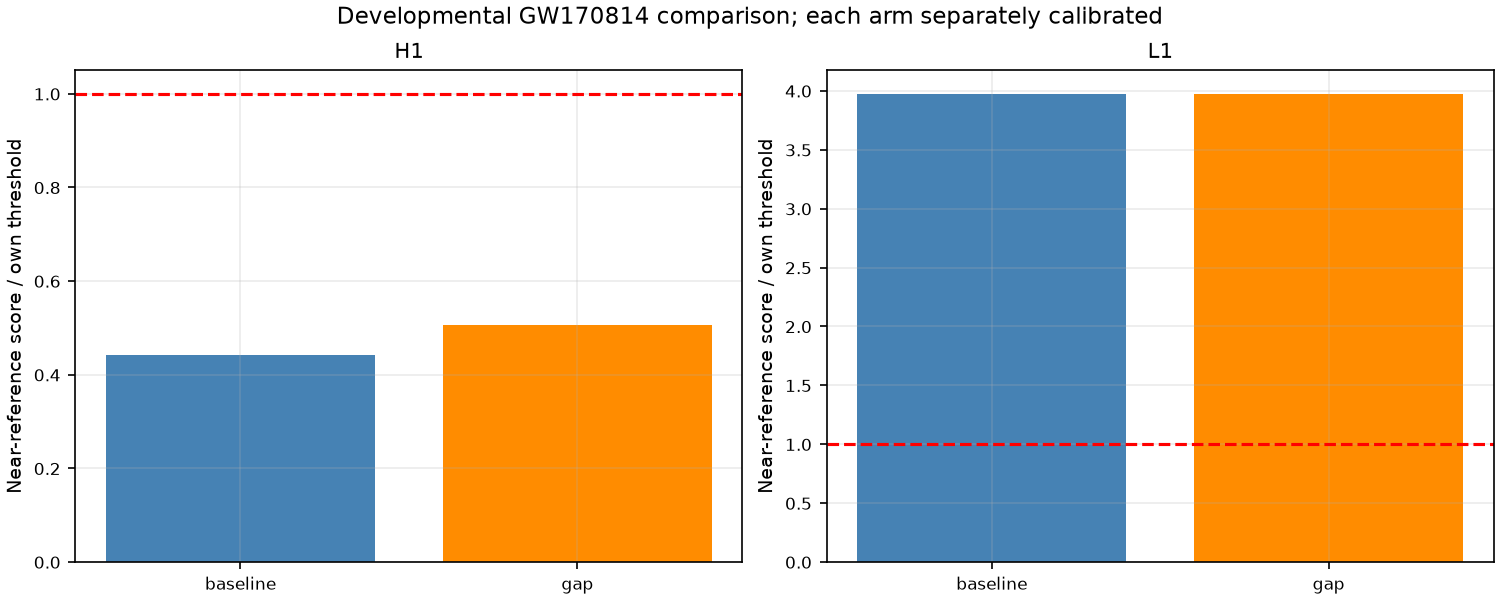 Developmental GW170814 comparison; each arm separately calibrated
H1
Near-reference score / own threshold
1.0
0.8
0.6
0.4
0.2
0.0
baseline gap
L1
Near-reference score / own threshold
4.0
3.5
3.0
2.5
2.0
1.5
1.0
0.5
0.0
baseline gap